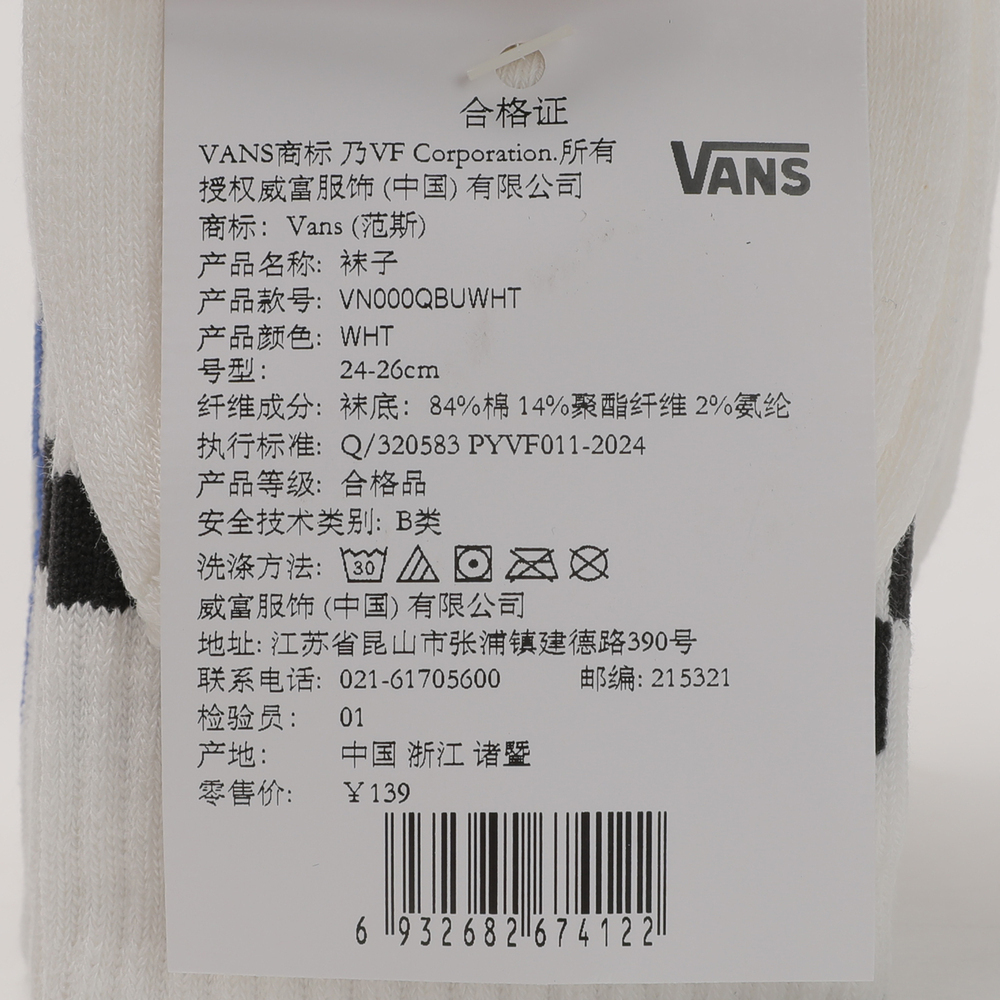 合格证
VANS商标 乃VF Corporation.所有
VANS
授权威富服饰 (中国) 有限公司
商标: Vans (范斯)
产品名称: 袜子
产品款号: VN000QBUWHT
产品颜色: WHT
号型: 24-26cm
纤维成分: 袜底: 84%棉 14%聚酯纤维 2%氨纶
执行标准: Q/320583 PYVF011-2024
产品等级: 合格品
安全技术类别: B类
洗涤方法: 30
威富服饰 (中国) 有限公司
地址: 江苏省昆山市张浦镇建德路390号
联系电话: 021-61705600 邮编: 215321
检验员: 01
产地: 中国 浙江 诸暨
零售价: ¥139
6 932682 674122